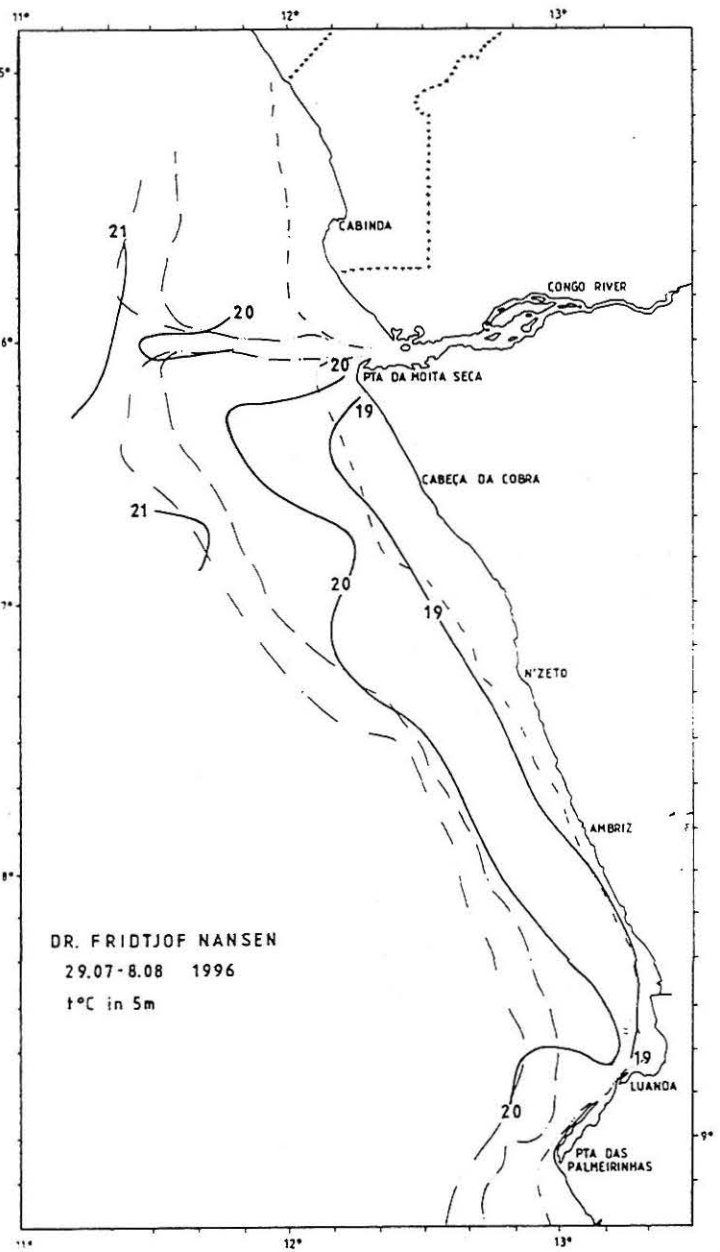 11°
12°
13°
5°
21
CABINDA
CONGO RIVER
20
6°
20
PTA DA MOITA SECA
19
CABEÇA DA COBRA
21
20
19
7°
N'ZETO
AMBRIZ
8°
DR. FRIDTJOF NANSEN
29.07-8.08 1996
t°C in 5m
19
LUANDA
20
9°
PTA DAS
PALMEIRINHAS
11°
12°
13°